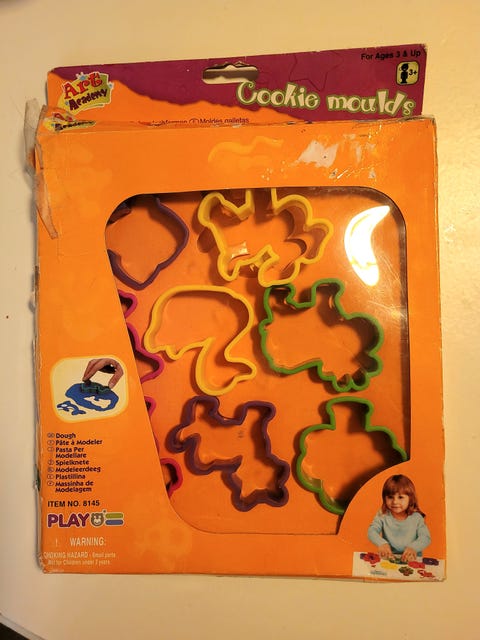 For Ages 3 & Up
Art
Academy
3+
Cookie moulds
Moldes galletas
Dough
Pâte à Modeler
Pasta Per
Modellare
Spielknete
Modeleerdeeg
Plastilina
Massinha de
Modelagem
ITEM NO. 8145
PLAY
! WARNING:
CHOKING HAZARD - Small parts
Not for Children under 3 years